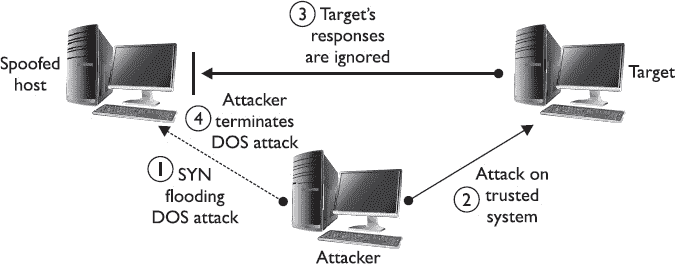 3 Target's
responses
are ignored
Spoofed
host
Target
4 Attacker
terminates
DOS attack
1 SYN
flooding
DOS attack
Attack on
2 trusted
system
Attacker